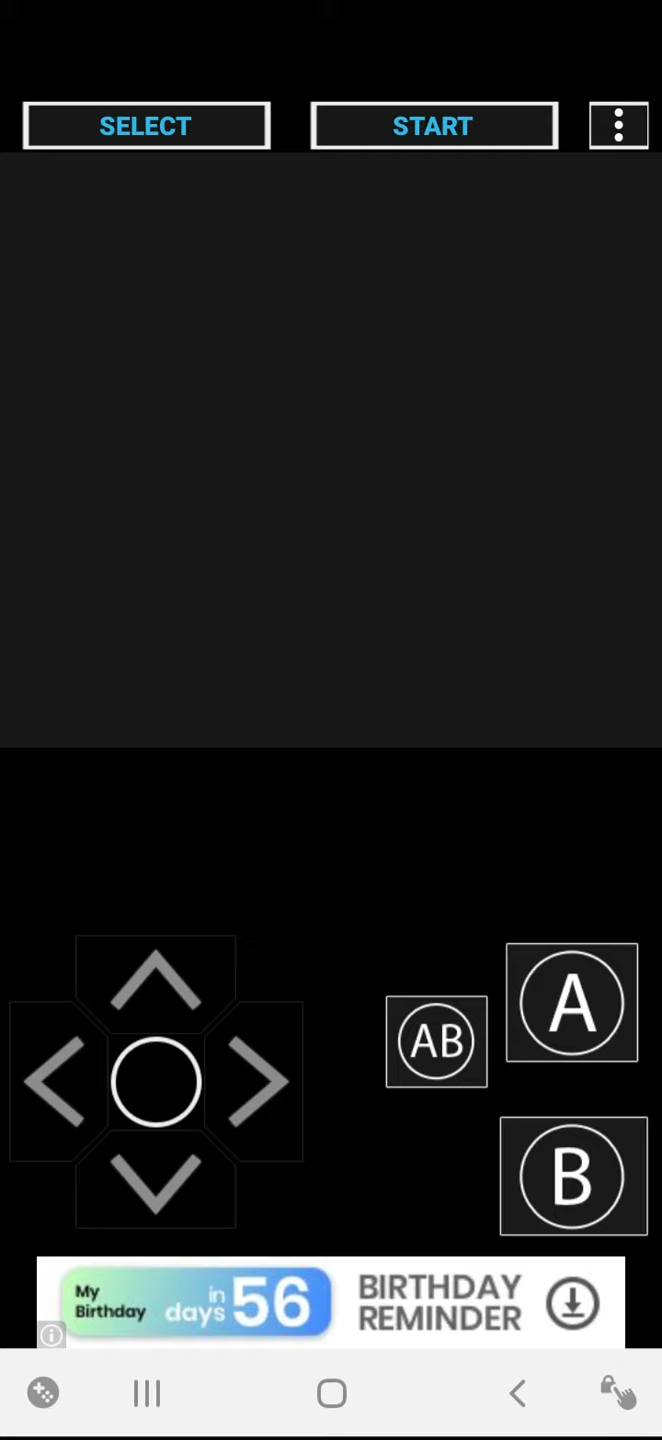 SELECT
START
A
AB
B
My
Birthday
in
days
56
BIRTHDAY
REMINDER